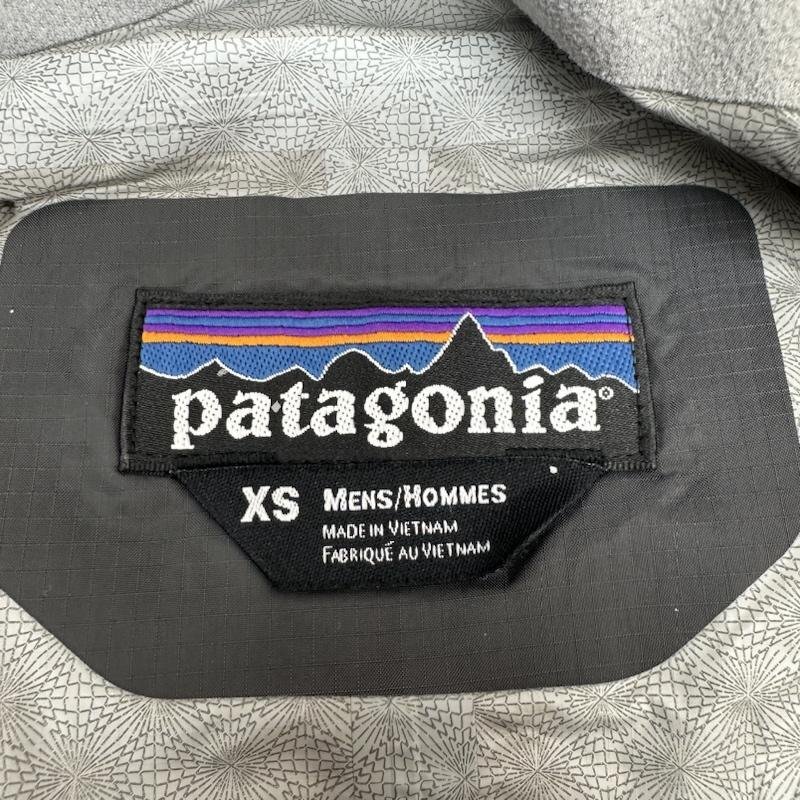 patagonia®
XS MENS/HOMMES
MADE IN VIETNAM
FABRIQUÉ AU VIETNAM